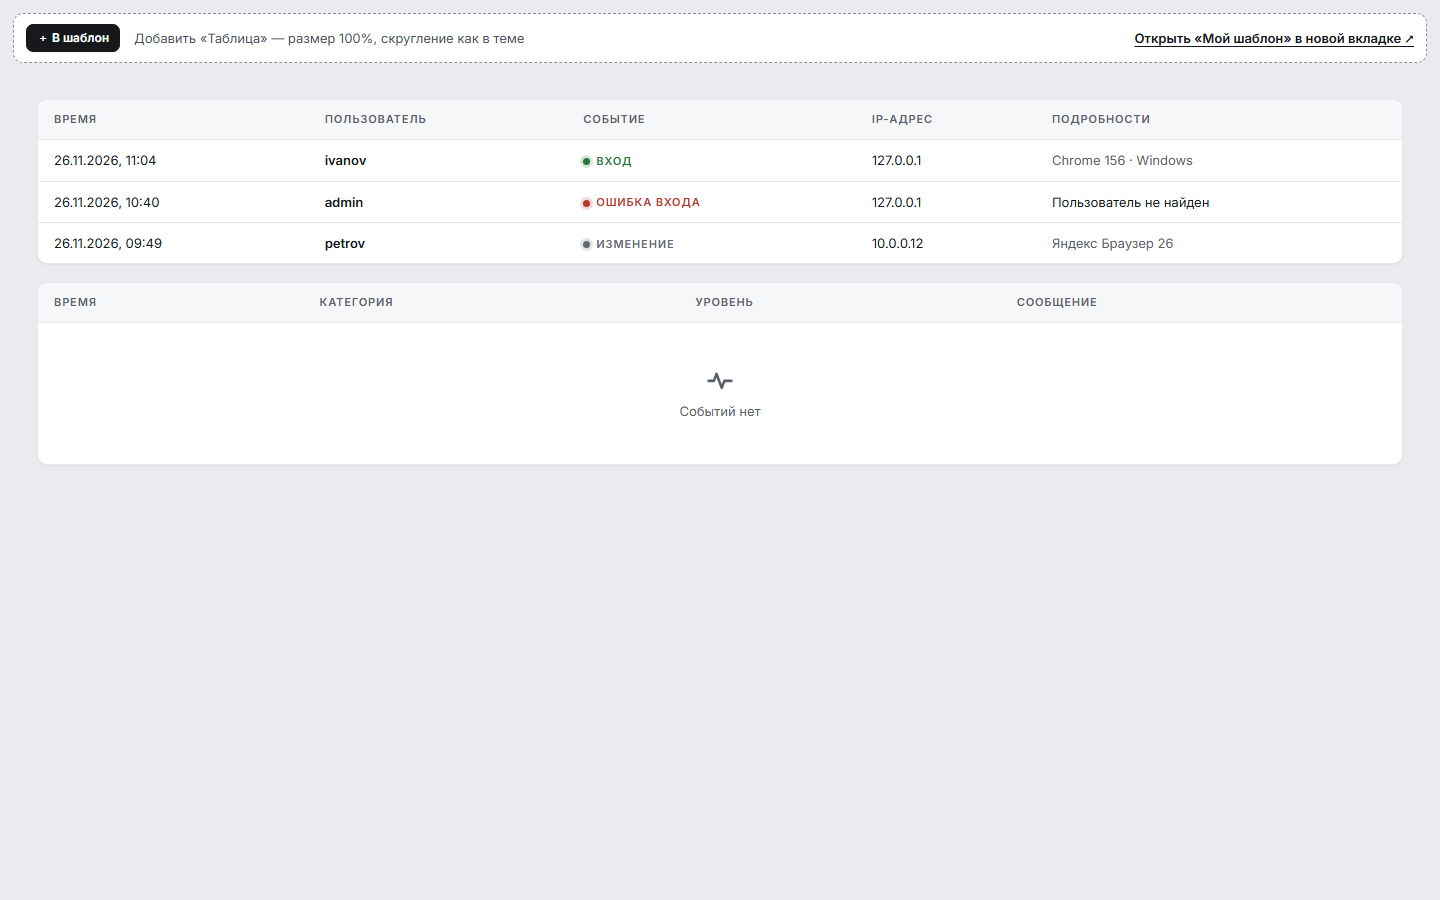 + В шаблон Добавить «Таблица» — размер 100%, скругление как в теме Открыть «Мой шаблон» в новой вкладке ↗
ВРЕМЯ ПОЛЬЗОВАТЕЛЬ СОБЫТИЕ IP-АДРЕС ПОДРОБНОСТИ
26.11.2026, 11:04 ivanov ВХОД 127.0.0.1 Chrome 156 · Windows
26.11.2026, 10:40 admin ОШИБКА ВХОДА 127.0.0.1 Пользователь не найден
26.11.2026, 09:49 petrov ИЗМЕНЕНИЕ 10.0.0.12 Яндекс Браузер 26
ВРЕМЯ КАТЕГОРИЯ УРОВЕНЬ СООБЩЕНИЕ
Событий нет